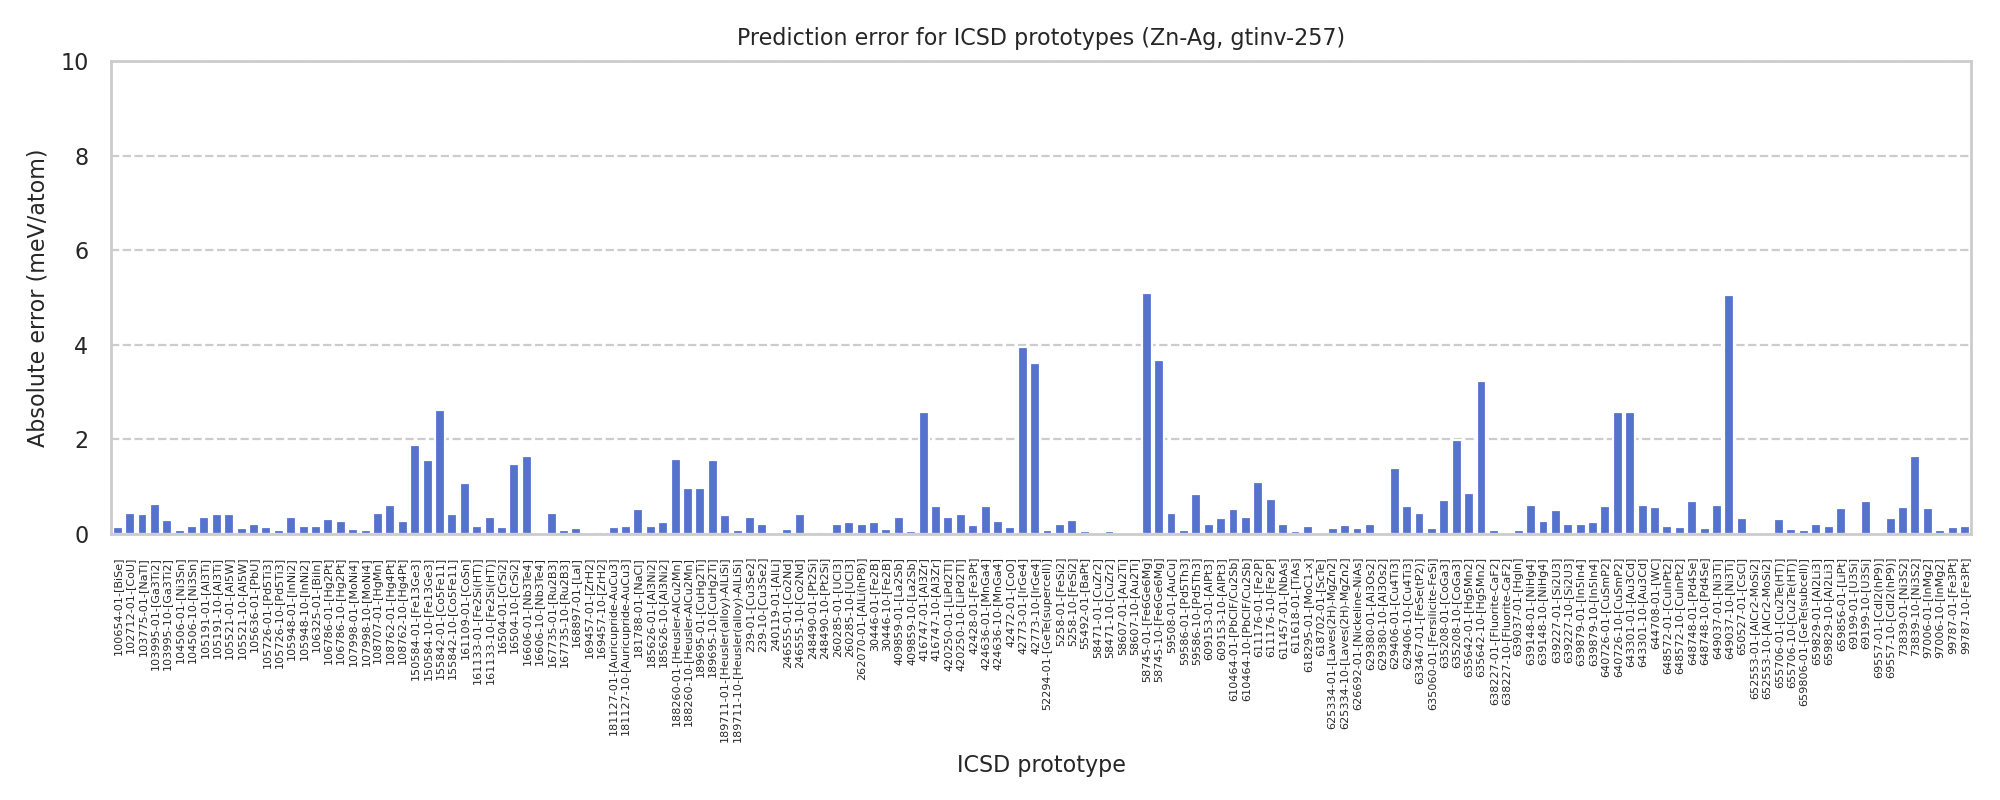 Prediction error for ICSD prototypes (Zn-Ag, gtinv-257)
Absolute error (meV/atom)
10
8
6
4
2
0
100654-01-[BiSe]
102712-01-[CoU]
103775-01-[NaTl]
103995-01-[Ga3Ti2]
103995-10-[Ga3Ti2]
104506-01-[Ni3Sn]
104506-10-[Ni3Sn]
105191-01-[Al3Ti]
105191-10-[Al3Ti]
105521-01-[Al5W]
105521-10-[Al5W]
105636-01-[PbU]
105726-01-[Pd5Ti3]
105726-10-[Pd5Ti3]
105948-01-[InNi2]
105948-10-[InNi2]
106325-01-[BiIn]
106786-01-[Hg2Pt]
106786-10-[Hg2Pt]
107998-01-[MoNi4]
107998-10-[MoNi4]
108707-01-[HgMn]
108762-01-[Hg4Pt]
108762-10-[Hg4Pt]
150584-01-[Fe13Ge3]
150584-10-[Fe13Ge3]
155842-01-[Co5Fe11]
155842-10-[Co5Fe11]
161109-01-[CoSn]
161133-01-[Fe2Si(HT)]
161133-10-[Fe2Si(HT)]
16504-01-[CrSi2]
16504-10-[CrSi2]
16606-01-[Nb3Te4]
16606-10-[Nb3Te4]
167735-01-[Ru2B3]
167735-10-[Ru2B3]
168897-01-[LaI]
169457-01-[ZrH2]
169457-10-[ZrH2]
181127-01-[Auricupride-AuCu3]
181127-10-[Auricupride-AuCu3]
181788-01-[NaCl]
185626-01-[Al3Ni2]
185626-10-[Al3Ni2]
188260-01-[Heusler-AlCu2Mn]
188260-10-[Heusler-AlCu2Mn]
189695-01-[CuHg2Ti]
189695-10-[CuHg2Ti]
189711-01-[Heusler(alloy)-AlLiSi]
189711-10-[Heusler(alloy)-AlLiSi]
239-01-[Cu3Se2]
239-10-[Cu3Se2]
240119-01-[AlLi]
246555-01-[Co2Nd]
246555-10-[Co2Nd]
248490-01-[Pt2Si]
248490-10-[Pt2Si]
260285-01-[UCl3]
260285-10-[UCl3]
262070-01-[AlLi(hP8)]
30446-01-[Fe2B]
30446-10-[Fe2B]
409859-01-[La2Sb]
409859-10-[La2Sb]
416747-01-[Al3Zr]
416747-10-[Al3Zr]
420250-01-[LiPd2Tl]
420250-10-[LiPd2Tl]
42428-01-[Fe3Pt]
424636-01-[MnGa4]
424636-10-[MnGa4]
42472-01-[CoO]
42773-01-[IrGe4]
42773-10-[IrGe4]
52294-01-[GeTe(supercell)]
5258-01-[FeSi2]
5258-10-[FeSi2]
55492-01-[BaPt]
58471-01-[CuZr2]
58471-10-[CuZr2]
58607-01-[Au2Ti]
58607-10-[Au2Ti]
58745-01-[Fe6Ge6Mg]
58745-10-[Fe6Ge6Mg]
59508-01-[AuCu]
59586-01-[Pd5Th3]
59586-10-[Pd5Th3]
609153-01-[AlPt3]
609153-10-[AlPt3]
610464-01-[PbClF/Cu2Sb]
610464-10-[PbClF/Cu2Sb]
611176-01-[Fe2P]
611176-10-[Fe2P]
611457-01-[NbAs]
611618-01-[TiAs]
618295-01-[MoC1-x]
618702-01-[ScTe]
625334-01-[Laves(2H)-MgZn2]
625334-10-[Laves(2H)-MgZn2]
626692-01-[Nickeline-NiAs]
629380-01-[Al3Os2]
629380-10-[Al3Os2]
629406-01-[Cu4Ti3]
629406-10-[Cu4Ti3]
633467-01-[FeSe(tP2)]
635060-01-[Fersilicite-FeSi]
635208-01-[CoGa3]
635208-10-[CoGa3]
635642-01-[Hg5Mn2]
635642-10-[Hg5Mn2]
638227-01-[Fluorite-CaF2]
638227-10-[Fluorite-CaF2]
639037-01-[HgIn]
639148-01-[NiHg4]
639148-10-[NiHg4]
639227-01-[Si2U3]
639227-10-[Si2U3]
639879-01-[In5In4]
639879-10-[In5In4]
640726-01-[CuSmP2]
640726-10-[CuSmP2]
643301-01-[Au3Cd]
643301-10-[Au3Cd]
644708-01-[WC]
648572-01-[CuInPt2]
648572-10-[CuInPt2]
648748-01-[Pd4Se]
648748-10-[Pd4Se]
649037-01-[Ni3Ti]
649037-10-[Ni3Ti]
650527-01-[CsCl]
652553-01-[AlCr2-MoSi2]
652553-10-[AlCr2-MoSi2]
655706-01-[Cu2Te(HT)]
655706-10-[Cu2Te(HT)]
659806-01-[GeTe(subcell)]
659829-01-[Al2Li3]
659829-10-[Al2Li3]
659856-01-[LiPt]
69199-01-[U3Si]
69199-10-[U3Si]
69557-01-[CdI2(hP9)]
69557-10-[CdI2(hP9)]
73839-01-[Ni3S2]
73839-10-[Ni3S2]
97006-01-[InMg2]
97006-10-[InMg2]
99787-01-[Fe3Pt]
99787-10-[Fe3Pt]
ICSD prototype